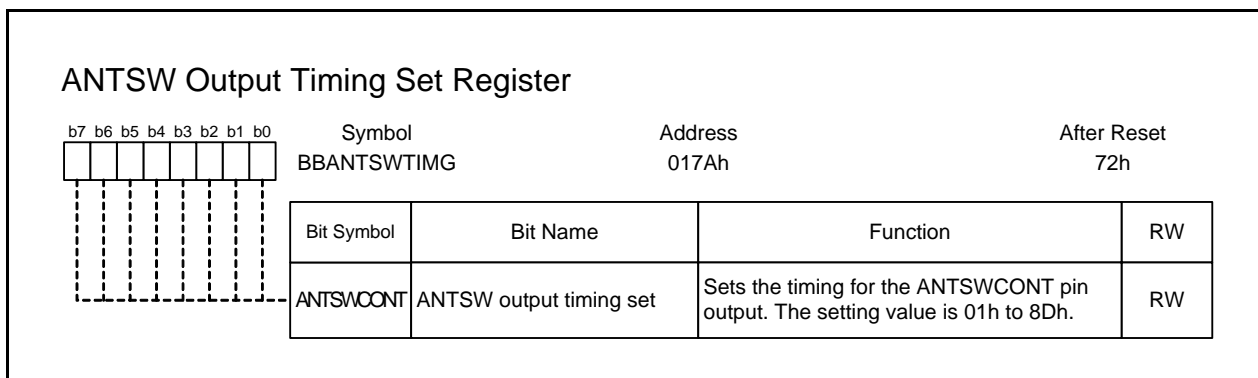 ANTSW Output Timing Set Register
b7 b6 b5 b4 b3 b2 b1 b0
Symbol Address After Reset
BBANTSWTIMG 017Ah 72h
Bit Symbol Bit Name Function RW
ANTSWCONT ANTSW output timing set Sets the timing for the ANTSWCONT pin
output. The setting value is 01h to 8Dh. RW